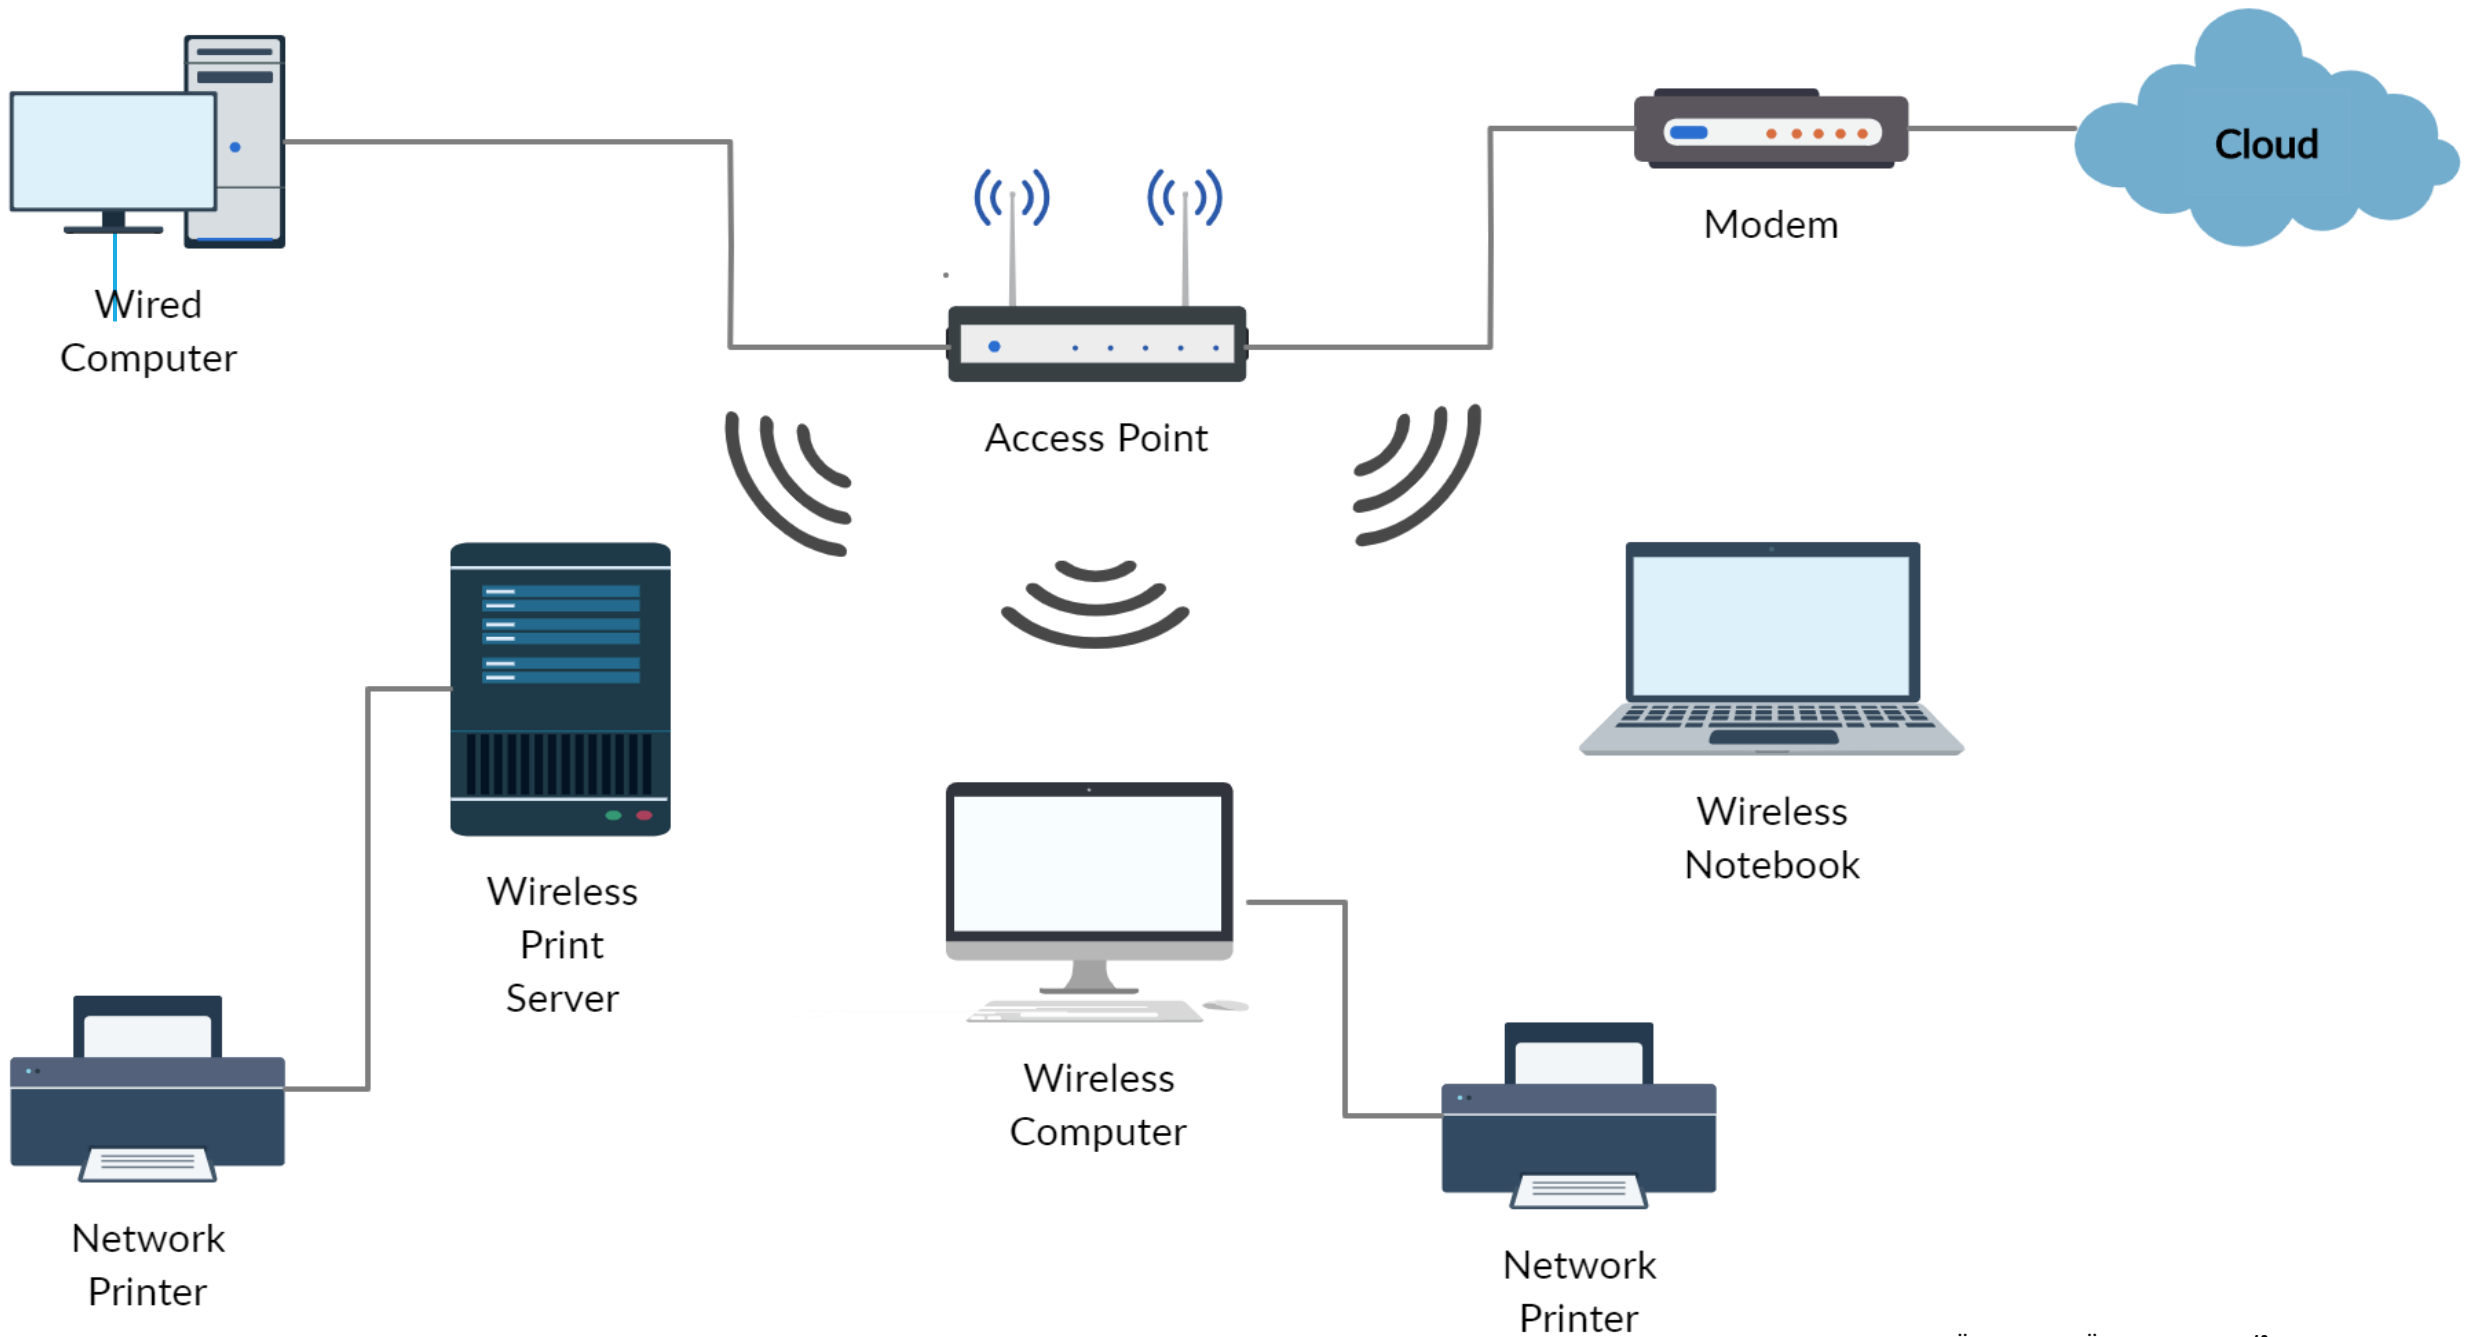 Cloud
Modem
Wired
Computer
Access Point
Wireless
Notebook
Wireless
Print
Server
Wireless
Computer
Network
Printer
Network
Printer